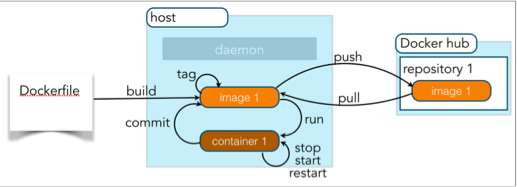 host
daemon
Docker hub
push
repository 1
tag
Dockerfile
build
image 1
image 1
pull
commit
run
container 1
stop
start
restart